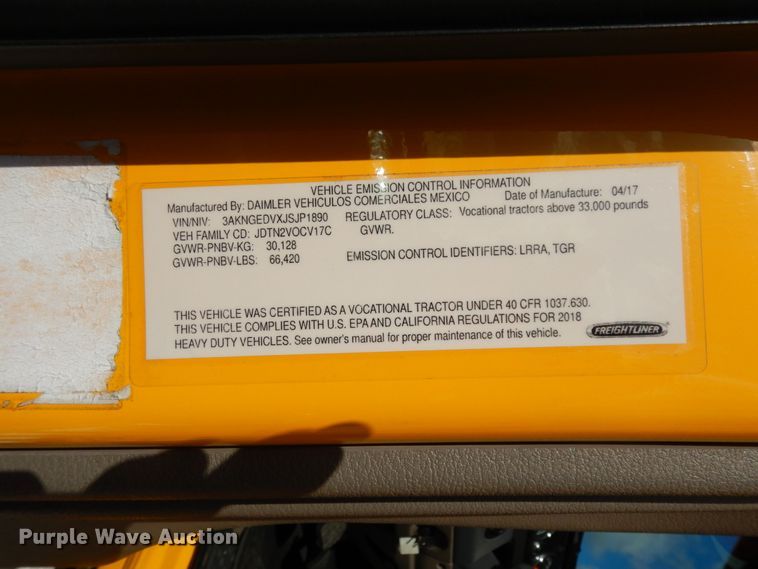 VEHICLE EMISSION CONTROL INFORMATION
Manufactured By: DAIMLER VEHICULOS COMERCIALES MEXICO Date of Manufacture: 04/17
VIN/NIV: 3AKNGEDVXJSJP1890 REGULATORY CLASS: Vocational tractors above 33,000 pounds
VEH FAMILY CD: JDTN2VOCV17C GVWR.
GVWR-PNBV-KG: 30,128
GVWR-PNBV-LBS: 66,420 EMISSION CONTROL IDENTIFIERS: LRRA, TGR
THIS VEHICLE WAS CERTIFIED AS A VOCATIONAL TRACTOR UNDER 40 CFR 1037.630.
THIS VEHICLE COMPLIES WITH U.S. EPA AND CALIFORNIA REGULATIONS FOR 2018
HEAVY DUTY VEHICLES. See owner's manual for proper maintenance of this vehicle.
FREIGHTLINER
Purple Wave Auction